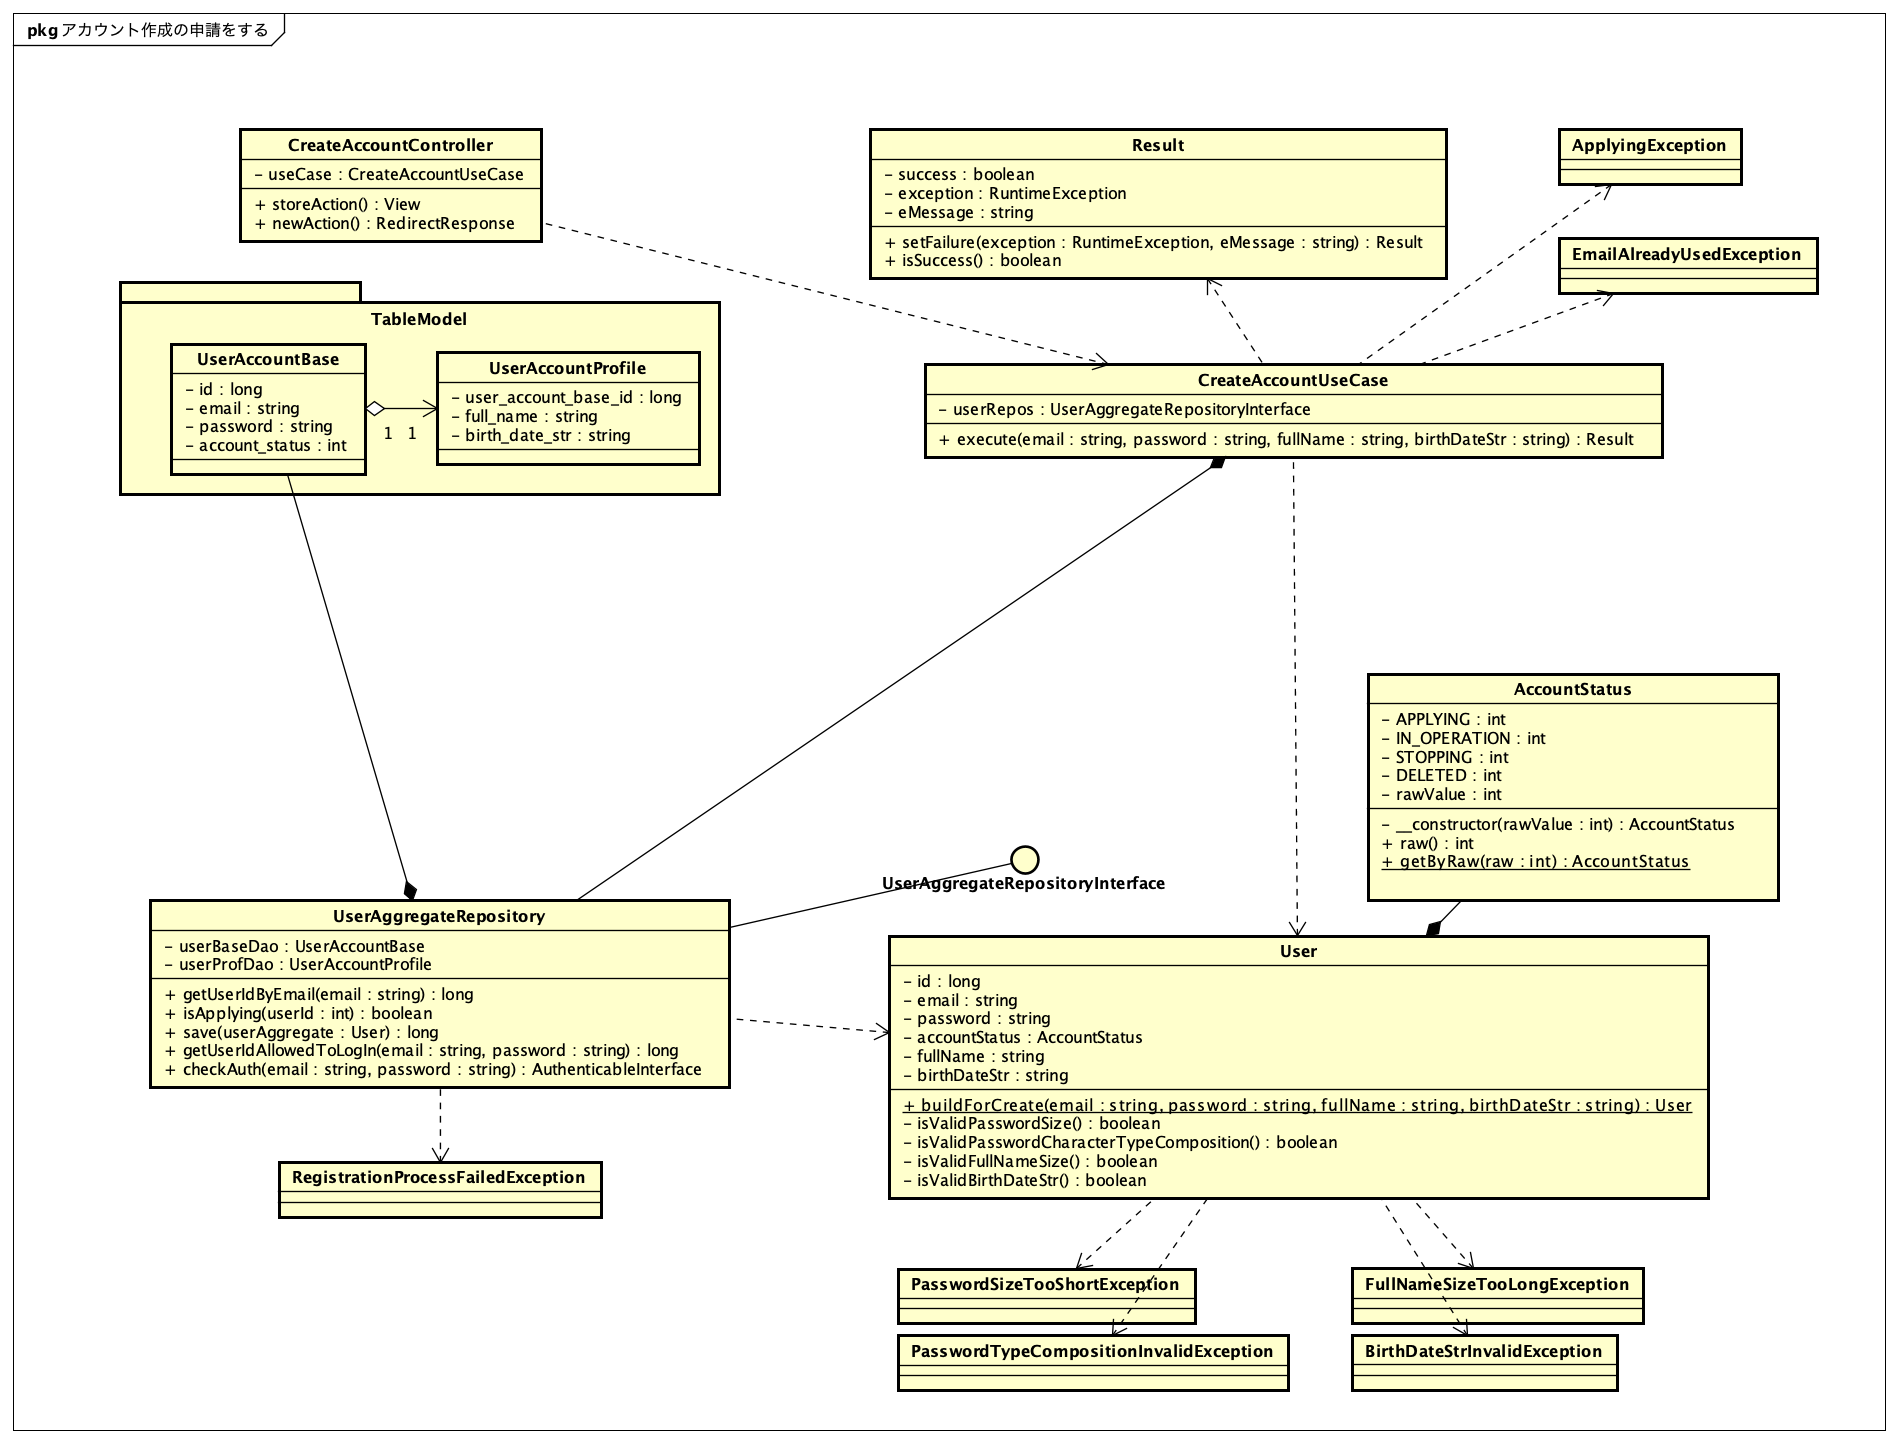 pkg アカウント作成の申請をする
CreateAccountController
- useCase : CreateAccountUseCase
+ storeAction() : View
+ newAction() : RedirectResponse
Result
- success : boolean
- exception : RuntimeException
- eMessage : string
+ setFailure(exception : RuntimeException, eMessage : string) : Result
+ isSuccess() : boolean
ApplyingException
EmailAlreadyUsedException
TableModel
UserAccountBase
- id : long
- email : string
- password : string
- account_status : int
1 1
UserAccountProfile
- user_account_base_id : long
- full_name : string
- birth_date_str : string
CreateAccountUseCase
- userRepos : UserAggregateRepositoryInterface
+ execute(email : string, password : string, fullName : string, birthDateStr : string) : Result
AccountStatus
- APPLYING : int
- IN_OPERATION : int
- STOPPING : int
- DELETED : int
- rawValue : int
- __constructor(rawValue : int) : AccountStatus
+ raw() : int
+ getByRaw(raw : int) : AccountStatus
UserAggregateRepositoryInterface
UserAggregateRepository
- userBaseDao : UserAccountBase
- userProfDao : UserAccountProfile
+ getUserIdByEmail(email : string) : long
+ isApplying(userId : int) : boolean
+ save(userAggregate : User) : long
+ getUserIdAllowedToLogIn(email : string, password : string) : long
+ checkAuth(email : string, password : string) : AuthenticableInterface
User
- id : long
- email : string
- password : string
- accountStatus : AccountStatus
- fullName : string
- birthDateStr : string
+ buildForCreate(email : string, password : string, fullName : string, birthDateStr : string) : User
- isValidPasswordSize() : boolean
- isValidPasswordCharacterTypeComposition() : boolean
- isValidFullNameSize() : boolean
- isValidBirthDateStr() : boolean
RegistrationProcessFailedException
PasswordSizeTooShortException
FullNameSizeTooLongException
PasswordTypeCompositionInvalidException
BirthDateStrInvalidException